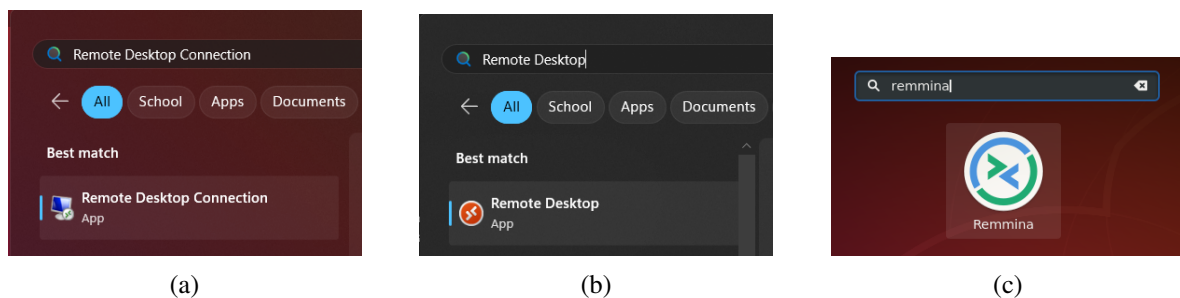 Remote Desktop Connection
All School Apps Documents
Best match
Remote Desktop Connection
App
(a)
Remote Desktop
All School Apps Documents
Best match
Remote Desktop
App
(b)
remmina
Remmina
(c)